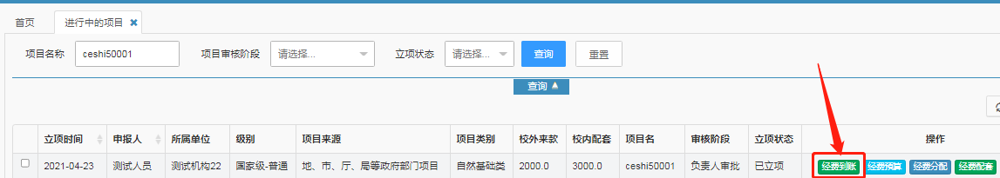 首页 进行中的项目 ✖
项目名称 ceshi50001 项目审核阶段 请选择... 立项状态 请选择... 查询 重置
查询
立项时间 申报人 所属单位 级别 项目来源 项目类别 校外来款 校内配套 项目名 审核阶段 立项状态 操作
2021-04-23 测试人员 测试机构22 国家级-普通 地、市、厅、局等政府部门项目 自然基础类 2000.0 3000.0 ceshi50001 负责人审批 已立项 经费到账 经费预算 经费分配 经费配套